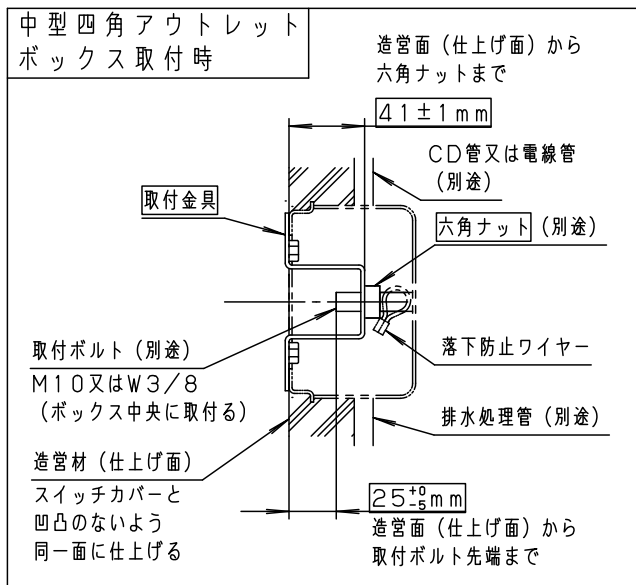 中型四角アウトレット
ボックス取付時
造営面（仕上げ面）から
六角ナットまで
41±1mm
CD管又は電線管
（別途）
取付金具
六角ナット（別途）
取付ボルト（別途）
M10又はW3/8
（ボックス中央に取付る）
落下防止ワイヤー
排水処理管（別途）
造営材（仕上げ面）
スイッチカバーと
凹凸のないよう
同一面に仕上げる
25+0-5mm
造営面（仕上げ面）から
取付ボルト先端まで